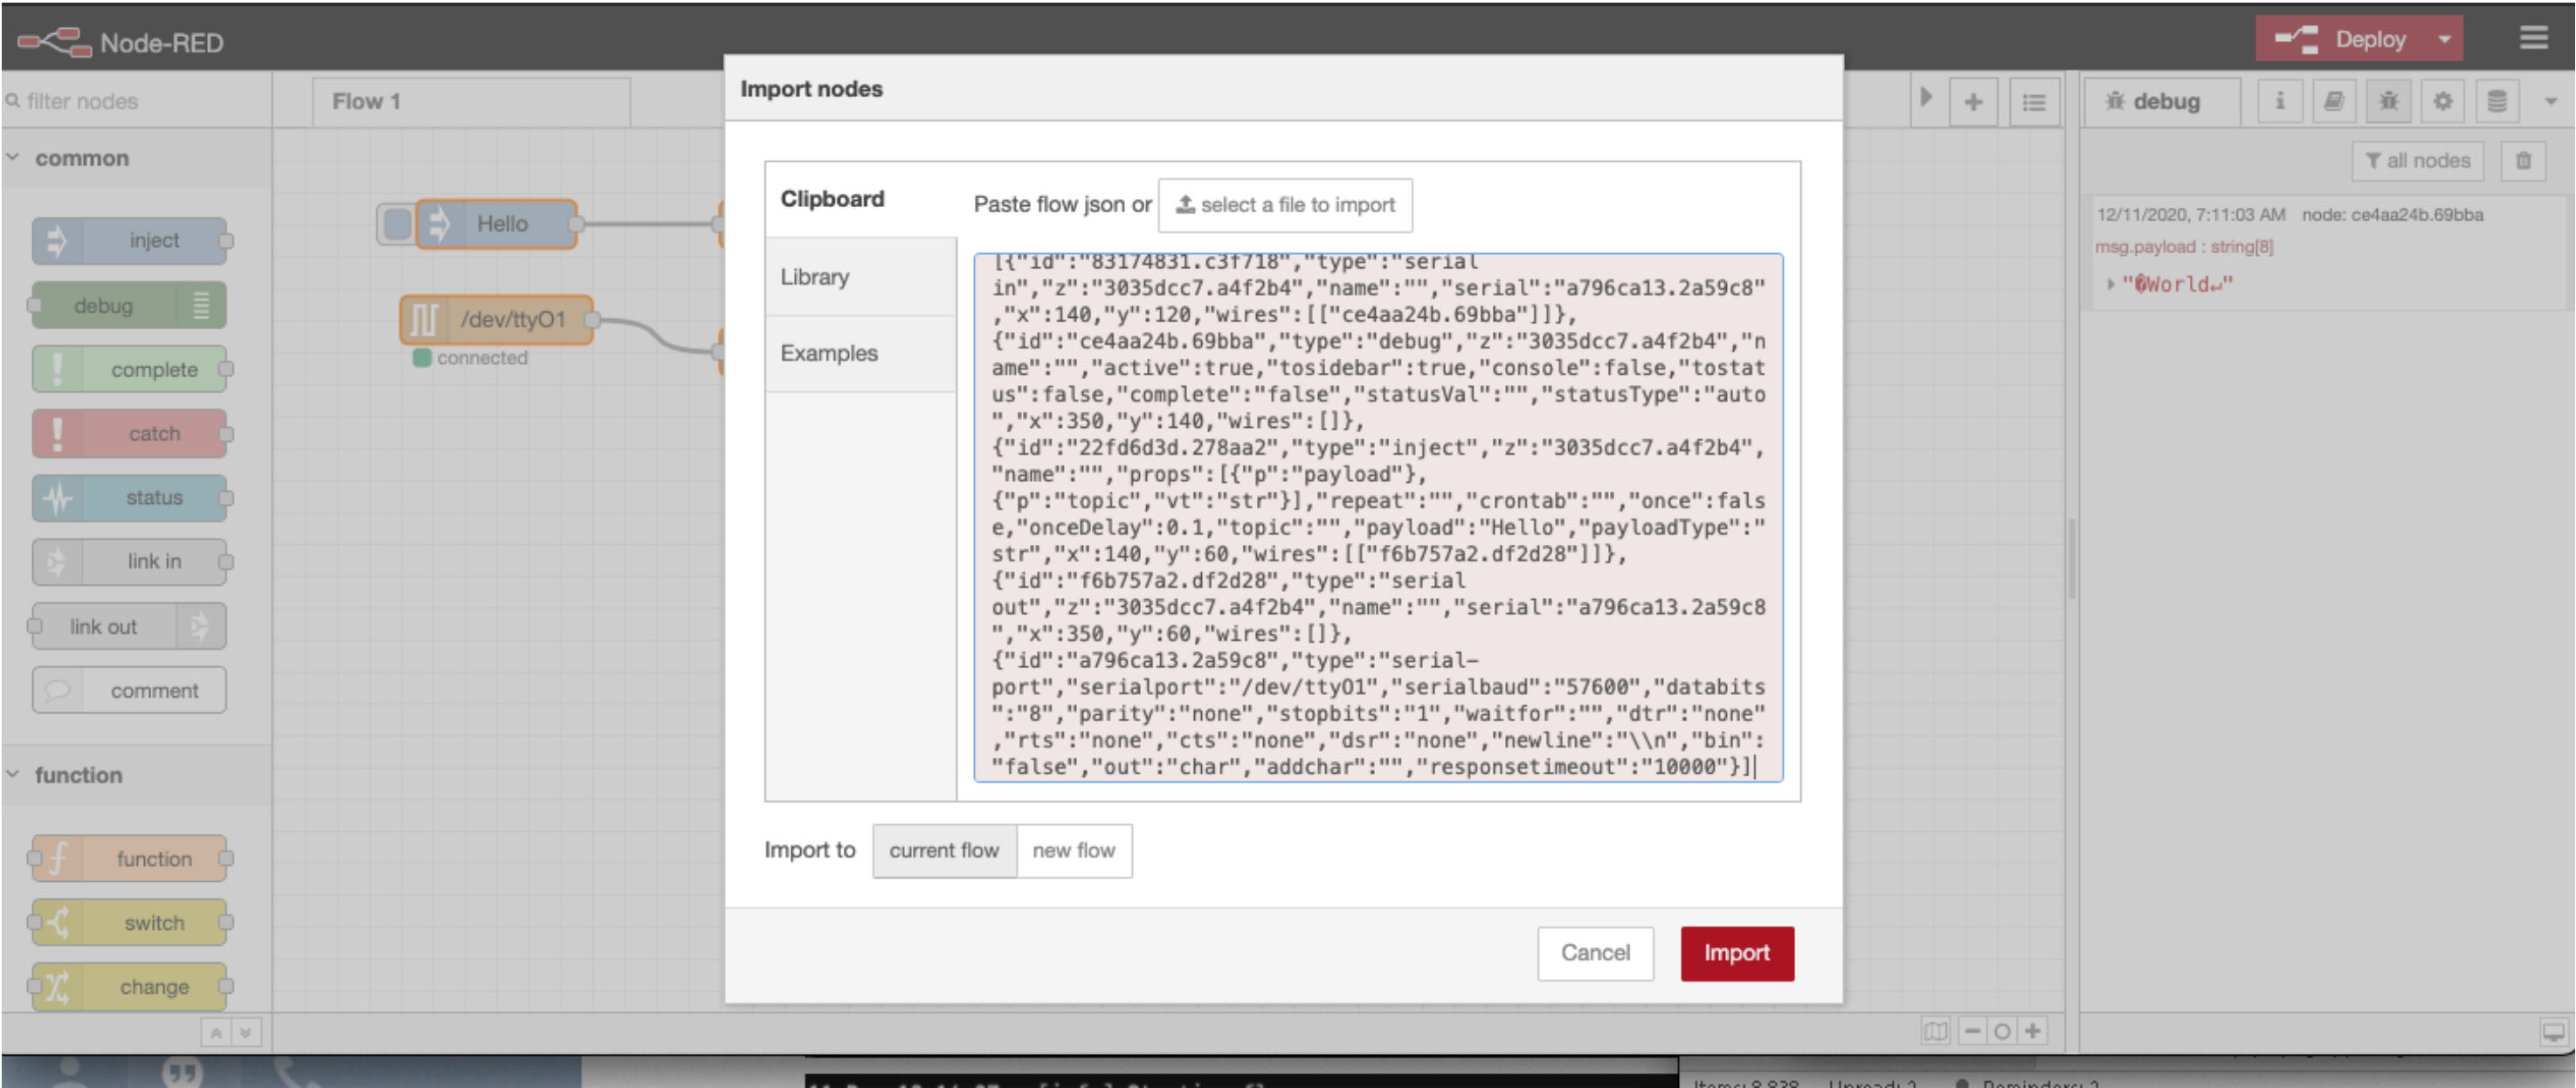 Node-RED
Deploy
filter nodes
Flow 1
common
inject
debug
complete
catch
status
link in
link out
comment
function
function
switch
change
Hello
/dev/ttyO1
connected
Import nodes
Clipboard
Library
Examples
Paste flow json or select a file to import
[{"id":"83174831.c3f718","type":"serial
in","z":"3035dcc7.a4f2b4","name":"","serial":"a796ca13.2a59c8"
,"x":140,"y":120,"wires":[["ce4aa24b.69bba"]]},
{"id":"ce4aa24b.69bba","type":"debug","z":"3035dcc7.a4f2b4","n
ame":"","active":true,"tosidebar":true,"console":false,"tostat
us":false,"complete":"false","statusVal":"","statusType":"auto
","x":350,"y":140,"wires":[]},
{"id":"22fd6d3d.278aa2","type":"inject","z":"3035dcc7.a4f2b4",
"name":"","props":[{"p":"payload"},
{"p":"topic","vt":"str"}],"repeat":"","crontab":"","once":fals
e,"onceDelay":0.1,"topic":"","payload":"Hello","payloadType":"
str","x":140,"y":60,"wires":[["f6b757a2.df2d28"]]},
{"id":"f6b757a2.df2d28","type":"serial
out","z":"3035dcc7.a4f2b4","name":"","serial":"a796ca13.2a59c8
","x":350,"y":60,"wires":[]},
{"id":"a796ca13.2a59c8","type":"serial-
port","serialport":"/dev/ttyO1","serialbaud":"57600","databits
":"8","parity":"none","stopbits":"1","waitfor":"","dtr":"none"
,"rts":"none","cts":"none","dsr":"none","newline":"\\n","bin":
"false","out":"char","addchar":"","responsetimeout":"10000"}]
Import to current flow new flow
Cancel Import
debug
all nodes
12/11/2020, 7:11:03 AM node: ce4aa24b.69bba
msg.payload : string[8]
"�World↵"
Items: 8,838 Unread: 2 Reminders: 2